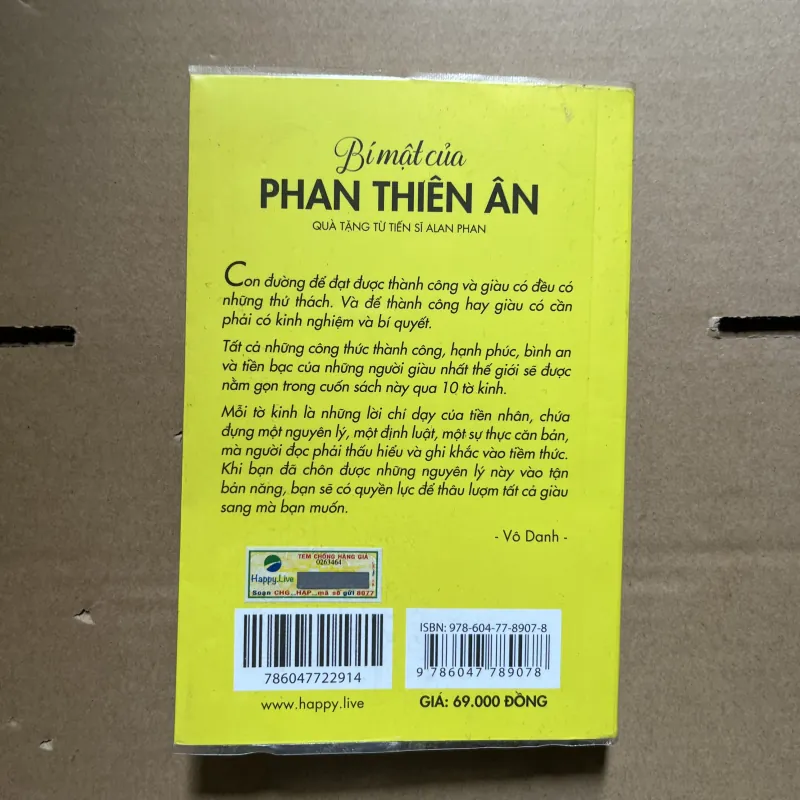 Bí mật của
PHAN THIÊN ÂN
QUÀ TẶNG TỪ TIẾN SĨ ALAN PHAN
Con đường để đạt được thành công và giàu có đều có
những thử thách. Và để thành công hay giàu có cần
phải có kinh nghiệm và bí quyết.
Tất cả những công thức thành công, hạnh phúc, bình an
và tiền bạc của những người giàu nhất thế giới sẽ được
nằm gọn trong cuốn sách này qua 10 tờ kinh.
Mỗi tờ kinh là những lời chỉ dạy của tiền nhân, chứa
đựng một nguyên lý, một định luật, một sự thực căn bản,
mà người đọc phải thấu hiểu và ghi khắc vào tiềm thức.
Khi bạn đã chôn được những nguyên lý này vào tận
bản năng, bạn sẽ có quyền lực để thâu lượm tất cả giàu
sang mà bạn muốn.
- Vô Danh -
TEM CHỐNG HÀNG GIẢ
0263464
Happy.Live
Soạn CHG...HAP...mã số gửi 8077
786047722914
www.happy.live
ISBN: 978-604-77-8907-8
9 786047 789078
GIÁ: 69.000 ĐỒNG